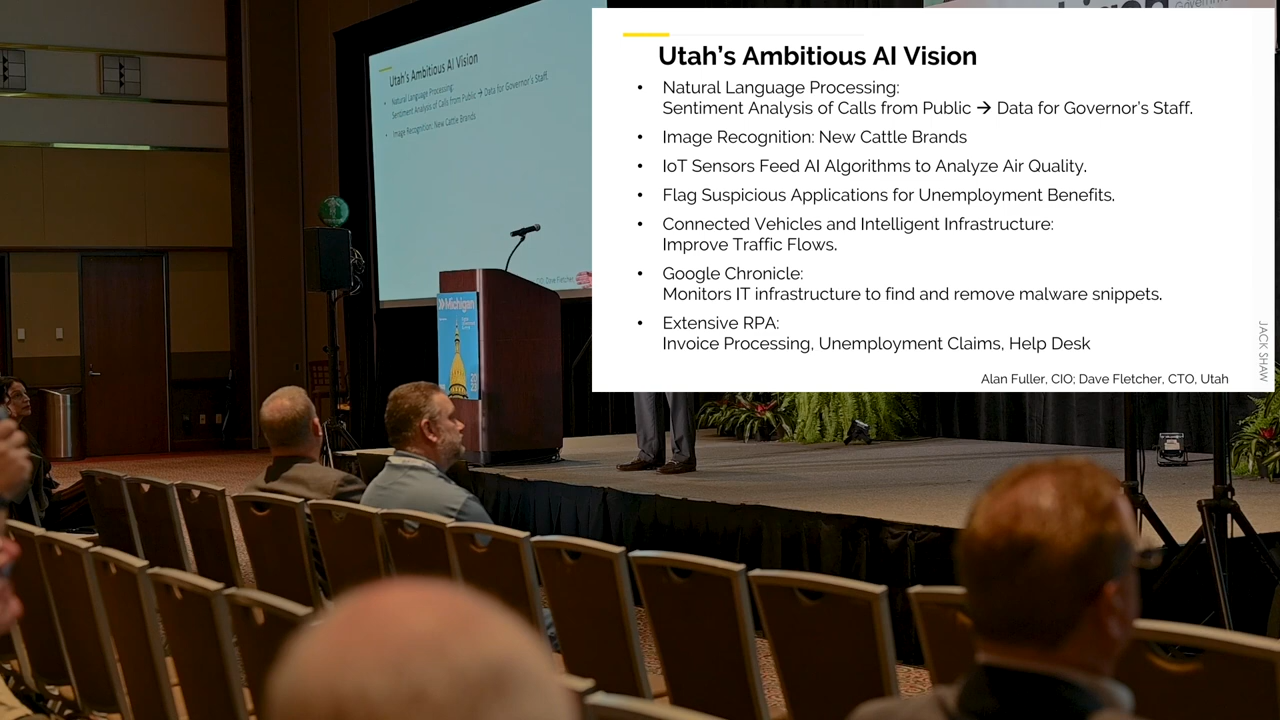 Utah's Ambitious AI Vision
• Natural Language Processing:
Sentiment Analysis of Calls from Public → Data for Governor's Staff.
• Image Recognition: New Cattle Brands
• IoT Sensors Feed AI Algorithms to Analyze Air Quality.
• Flag Suspicious Applications for Unemployment Benefits.
• Connected Vehicles and Intelligent Infrastructure:
Improve Traffic Flows.
• Google Chronicle:
Monitors IT infrastructure to find and remove malware snippets.
• Extensive RPA:
Invoice Processing, Unemployment Claims, Help Desk
Alan Fuller, CIO; Dave Fletcher, CTO, Utah
JACK SHAW
Utah's Ambitious AI Vision
• Natural Language Processing:
Sentiment Analysis of Calls from Public → Data for Governor's Staff.
• Image Recognition: New Cattle Brands
Dave Fletcher,
Michigan